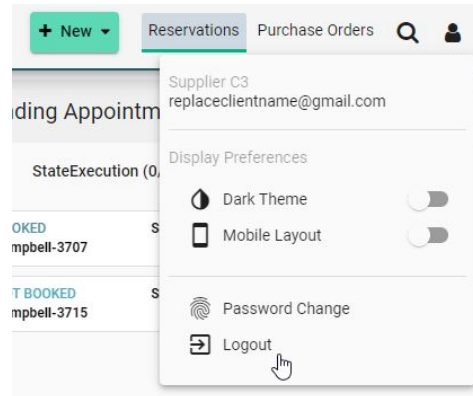 + New Reservations Purchase Orders
Supplier C3
replaceclientname@gmail.com
ding Appointm
Display Preferences
StateExecution (0/
Dark Theme
OKED S
mpbell-3707
Mobile Layout
T BOOKED S
mpbell-3715
Password Change
Logout